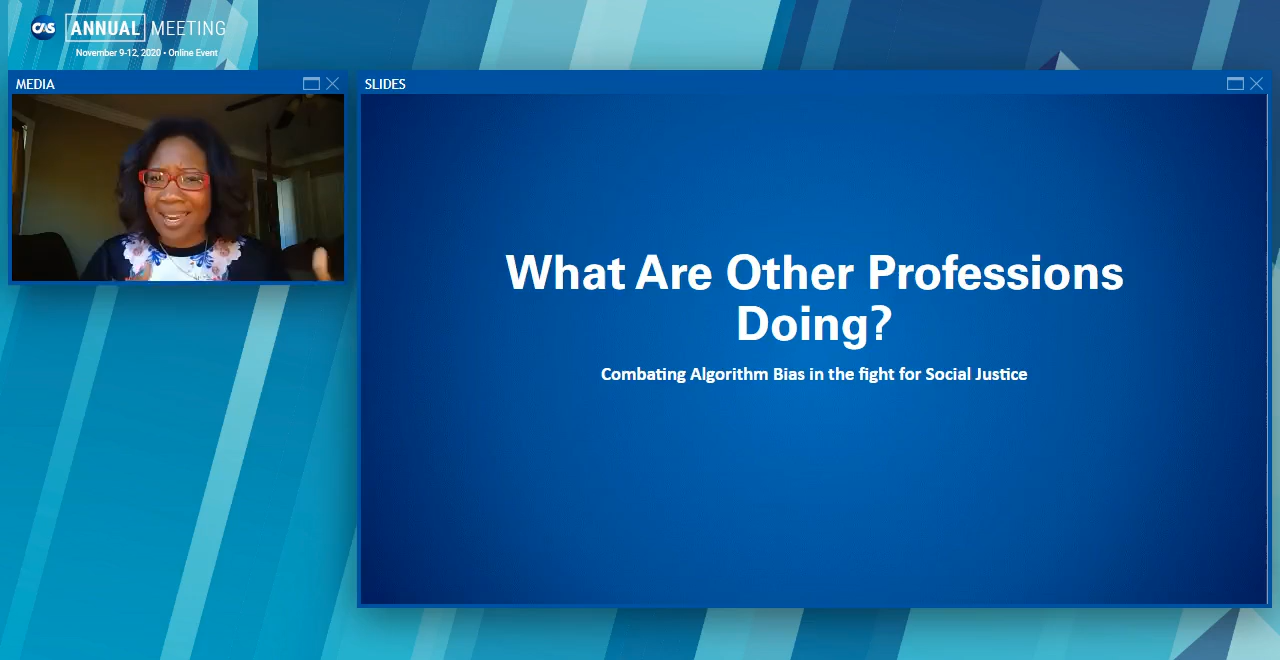 CAS ANNUAL MEETING
November 9-12, 2020 • Online Event
MEDIA
SLIDES
What Are Other Professions
Doing?
Combating Algorithm Bias in the fight for Social Justice